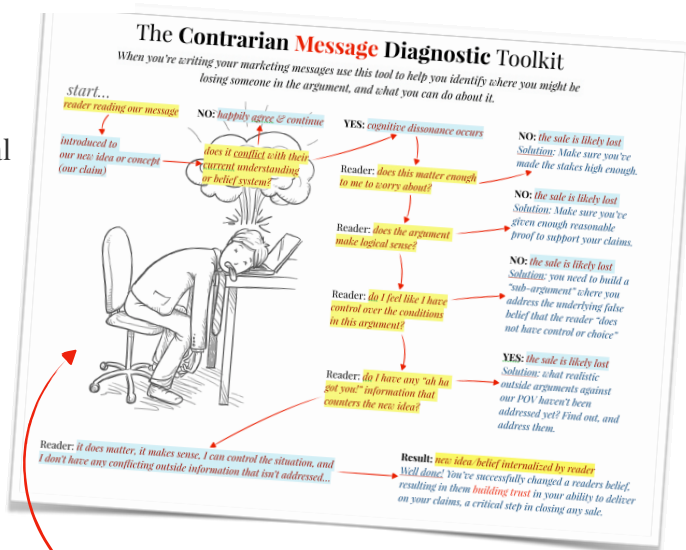 The Contrarian Message Diagnostic Toolkit
When you're writing your marketing messages use this tool to help you identify where you might be
losing someone in the argument, and what you can do about it.
start...
reader reading our message
introduced to
our new idea or concept
(our claim)
NO: happily agree & continue
does it conflict with their
current understanding
or belief system?
YES: cognitive dissonance occurs
Reader: does this matter enough
to me to worry about?
NO: the sale is likely lost
Solution: Make sure you've
made the stakes high enough.
Reader: does the argument
make logical sense?
NO: the sale is likely lost
Solution: Make sure you've
given enough reasonable
proof to support your claims.
Reader: do I feel like I have
control over the conditions
in this argument?
NO: the sale is likely lost
Solution: you need to build a
"sub-argument" where you
address the underlying false
belief that the reader "does
not have control or choice"
Reader: do I have any "ah ha
got you!" information that
counters the new idea?
YES: the sale is likely lost
Solution: what realistic
outside arguments against
our POV haven't been
addressed yet? Find out, and
address them.
Reader: it does matter, it makes sense, I can control the situation, and
I don't have any conflicting outside information that isn't addressed...
Result: new idea/belief internalized by reader
Well done! You've successfully changed a readers belief,
resulting in them building trust in your ability to deliver
on your claims, a critical step in closing any sale.